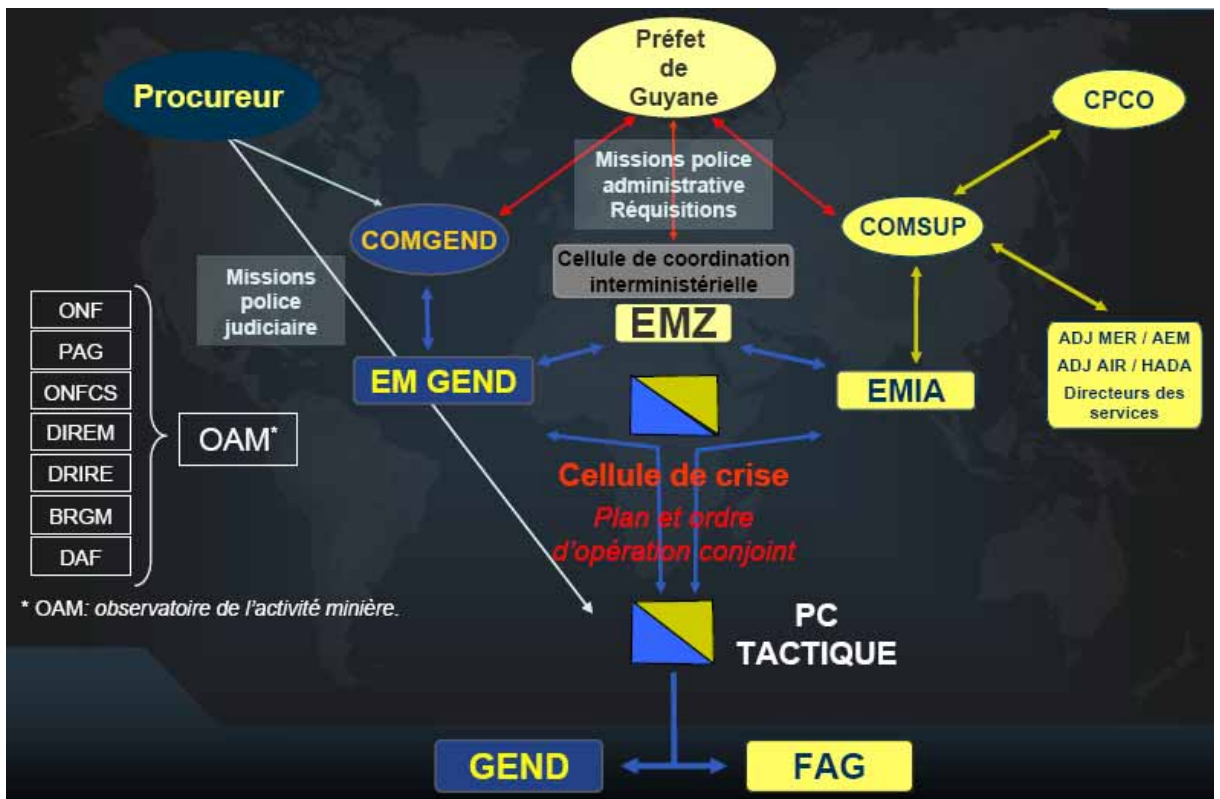 Procureur
Préfet
de
Guyane
CPCO
Missions police
administrative
Réquisitions
COMGEND
COMSUP
Cellule de coordination
interministérielle
EMZ
Missions
police
judiciaire
EM GEND
EMIA
ADJ MER / AEM
ADJ AIR / HADA
Directeurs des
services
ONF
PAG
ONFCS
DIREM
DRIRE
BRGM
DAF
OAM*
* OAM: observatoire de l'activité minière.
Cellule de crise
Plan et ordre
d'opération conjoint
PC
TACTIQUE
GEND
FAG